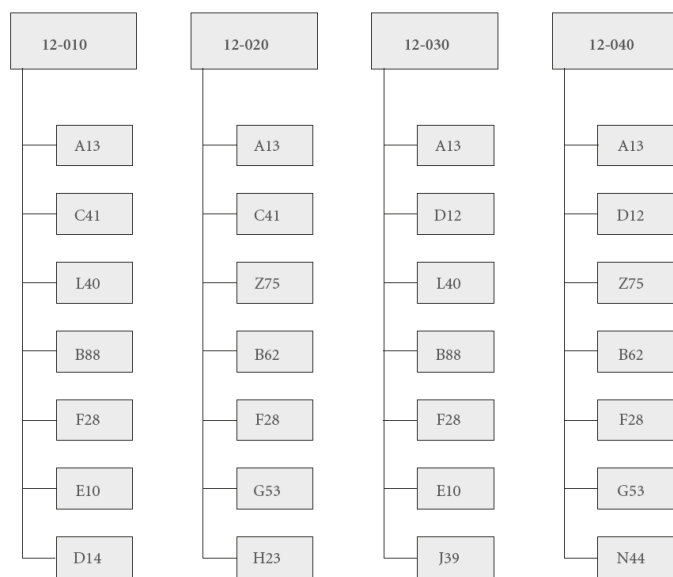 12-010 12-020 12-030 12-040
A13 A13 A13 A13
C41 C41 D12 D12
L40 Z75 L40 Z75
B88 B62 B88 B62
F28 F28 F28 F28
E10 G53 E10 G53
D14 H23 J39 N44